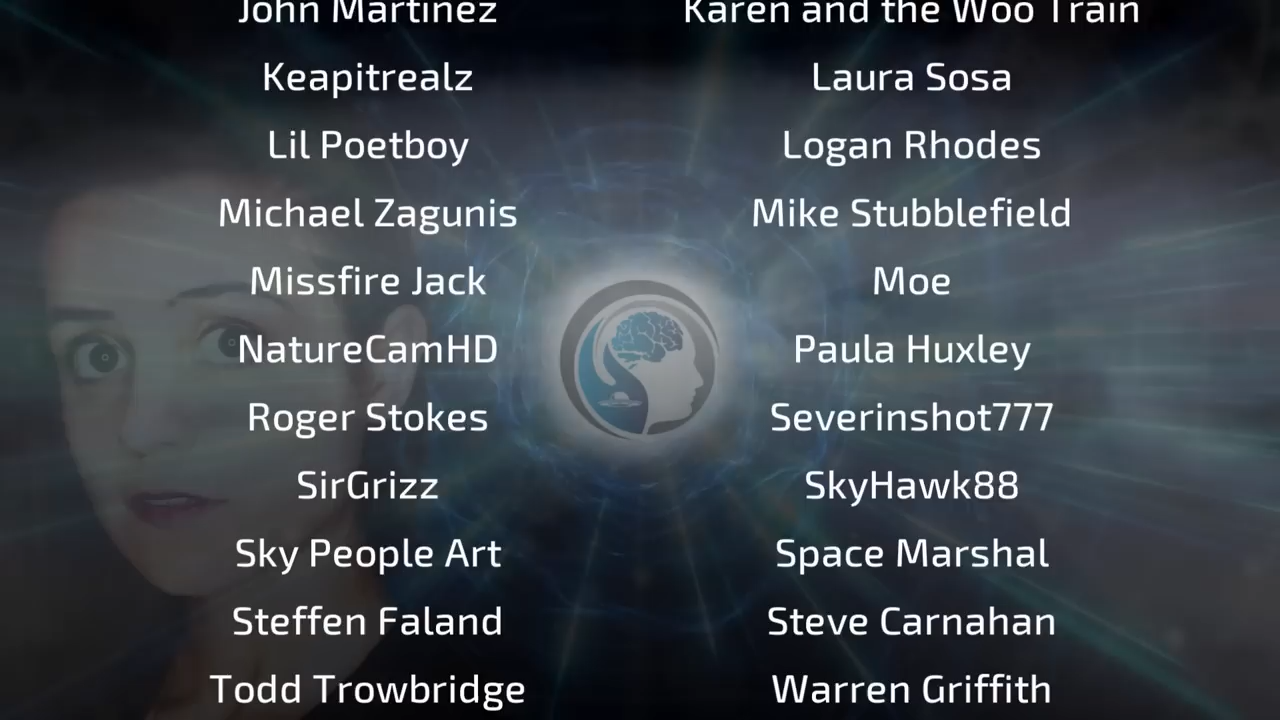 John Martinez Karen and the Woo Train
Keapitrealz Laura Sosa
Lil Poetboy Logan Rhodes
Michael Zagunis Mike Stubblefield
Missfire Jack Moe
NatureCamHD Paula Huxley
Roger Stokes Severinshot777
SirGrizz SkyHawk88
Sky People Art Space Marshal
Steffen Faland Steve Carnahan
Todd Trowbridge Warren Griffith